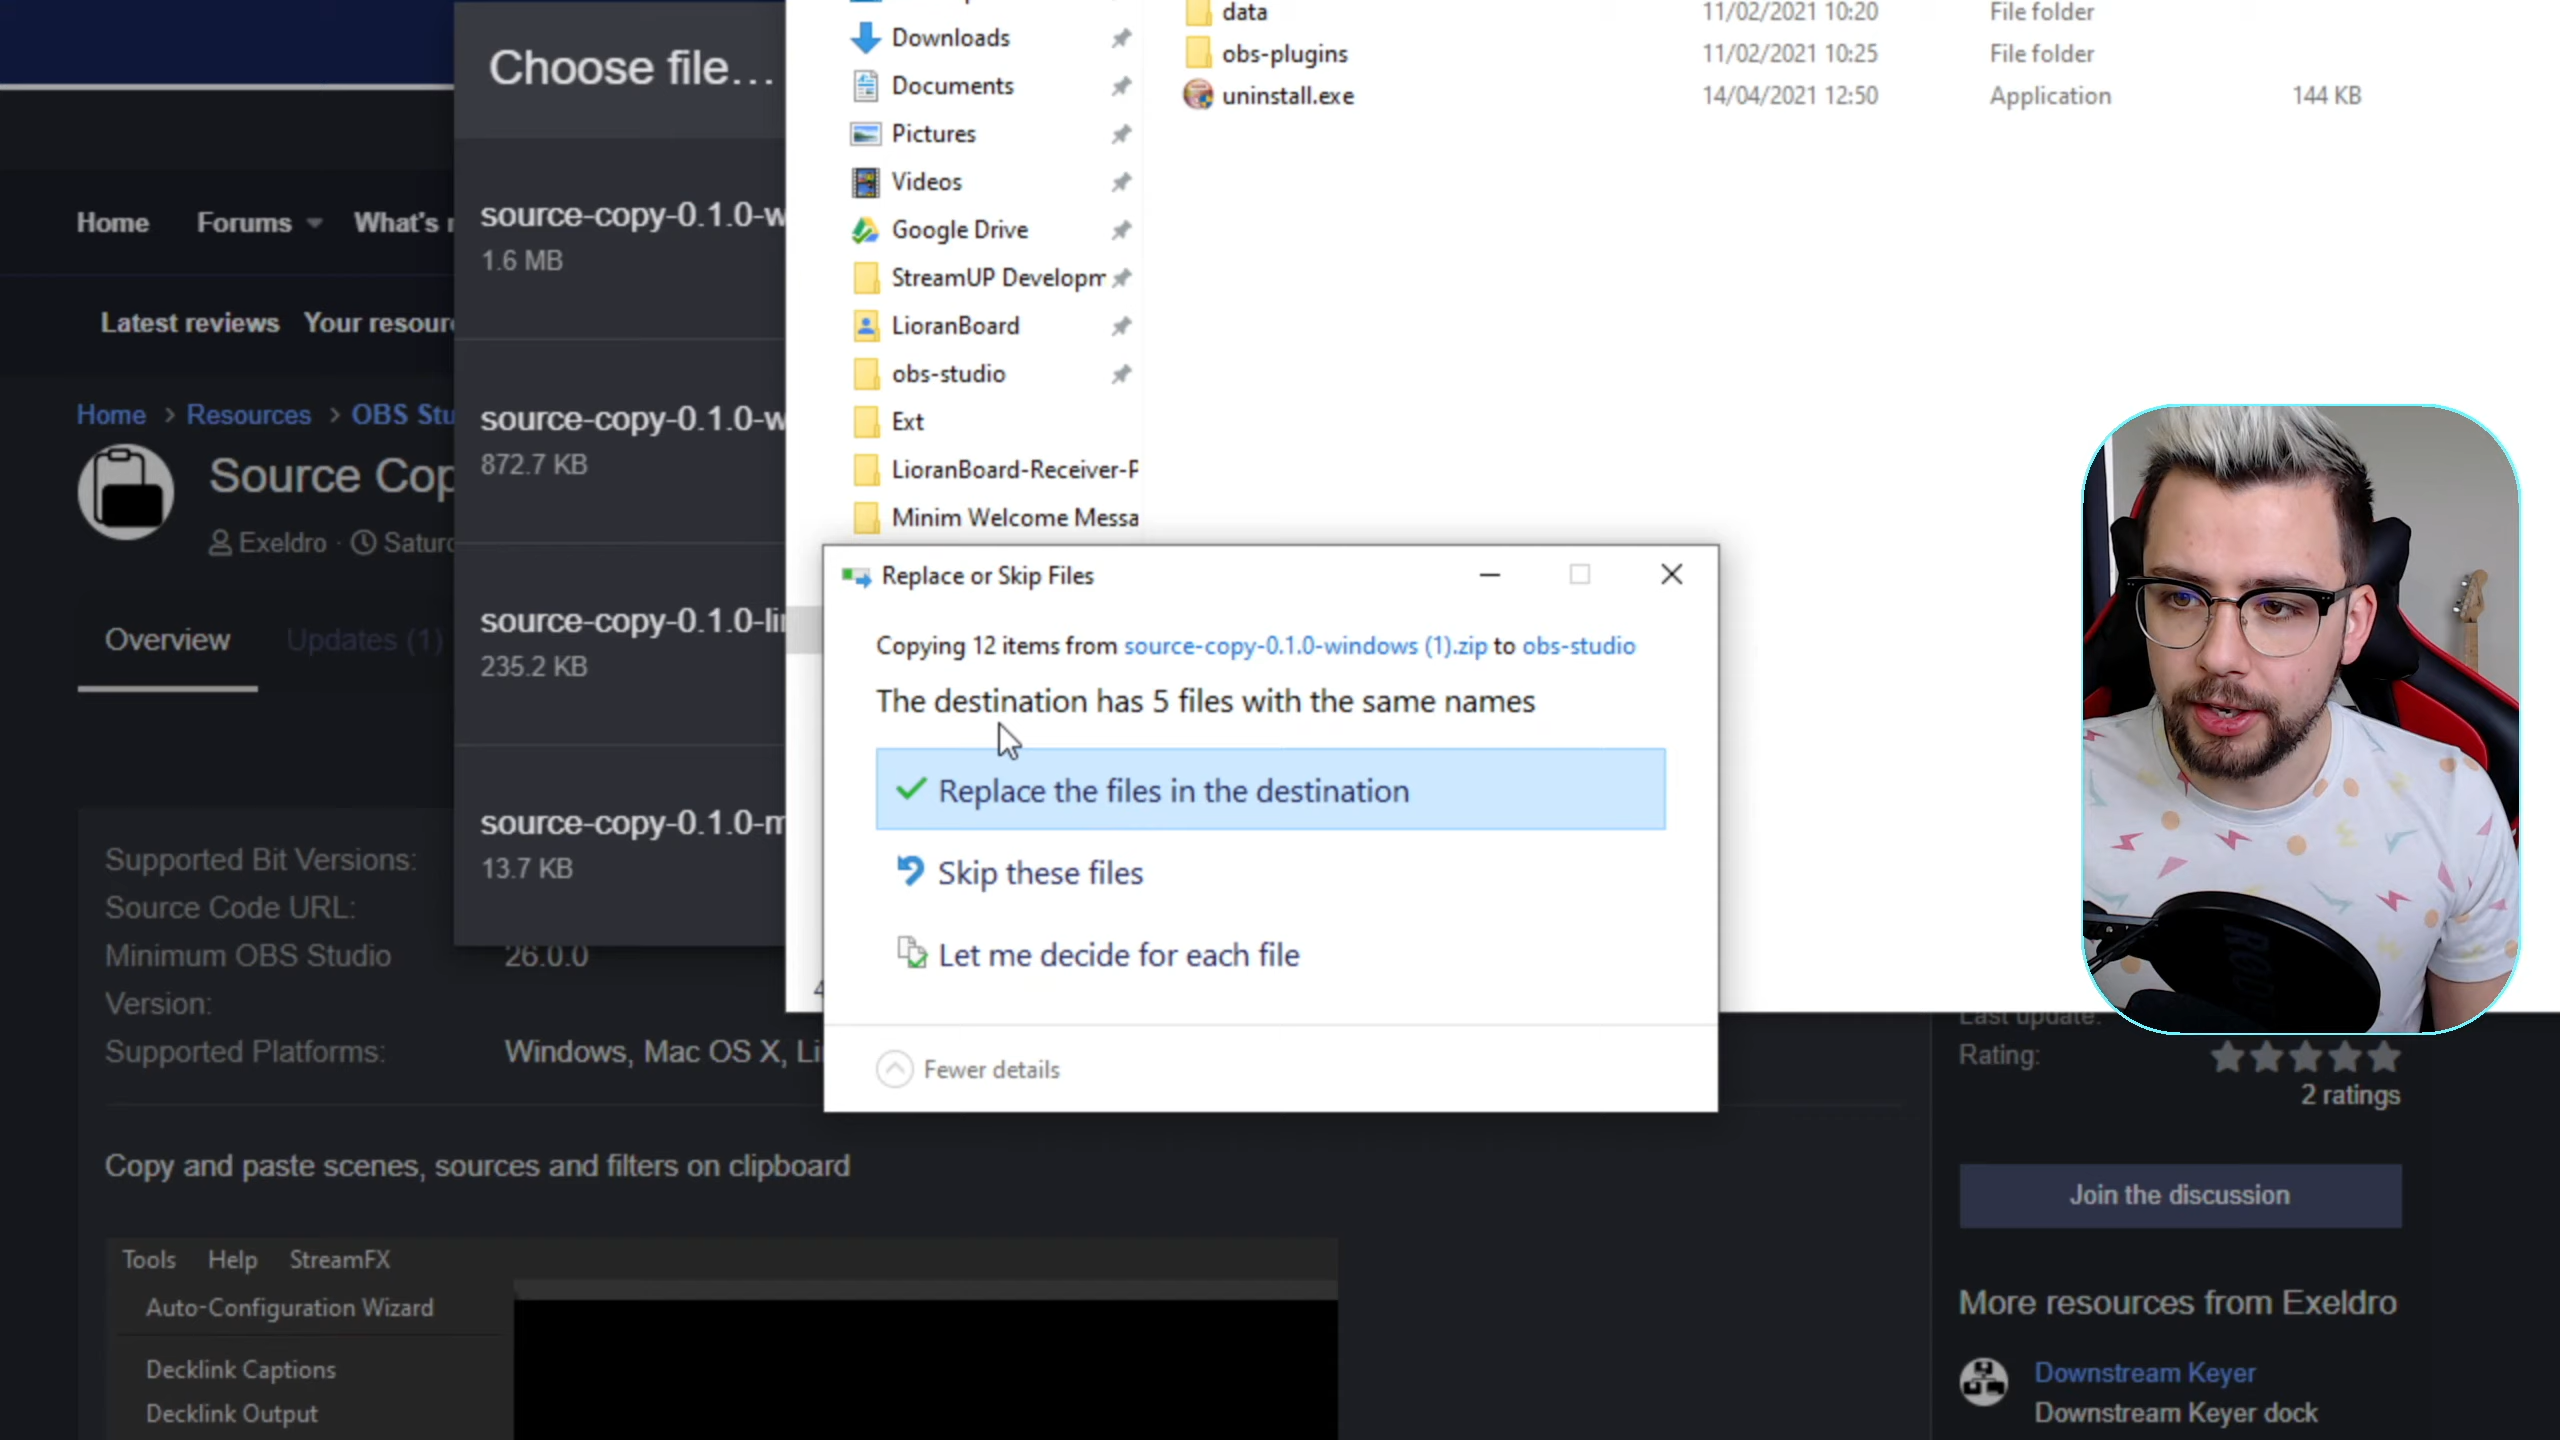 Choose file...
source-copy-0.1.0-w
1.6 MB
source-copy-0.1.0-w
872.7 KB
source-copy-0.1.0-lin
235.2 KB
source-copy-0.1.0-m
13.7 KB
Home Forums What's n
Latest reviews Your resour
Home > Resources > OBS Stu
Source Cop
Exeldro · Saturd
Overview Updates (1)
Supported Bit Versions:
Source Code URL:
Minimum OBS Studio Version: 26.0.0
Supported Platforms: Windows, Mac OS X, Li
Copy and paste scenes, sources and filters on clipboard
Tools Help StreamFX
Auto-Configuration Wizard
Decklink Captions
Decklink Output
Downloads
Documents
Pictures
Videos
Google Drive
StreamUP Developm
LioranBoard
obs-studio
Ext
LioranBoard-Receiver-P
Minim Welcome Messa
data 11/02/2021 10:20 File folder
obs-plugins 11/02/2021 10:25 File folder
uninstall.exe 14/04/2021 12:50 Application 144 KB
Replace or Skip Files
Copying 12 items from source-copy-0.1.0-windows (1).zip to obs-studio
The destination has 5 files with the same names
Replace the files in the destination
Skip these files
Let me decide for each file
Fewer details
Last update:
Rating:
2 ratings
Join the discussion
More resources from Exeldro
Downstream Keyer
Downstream Keyer dock